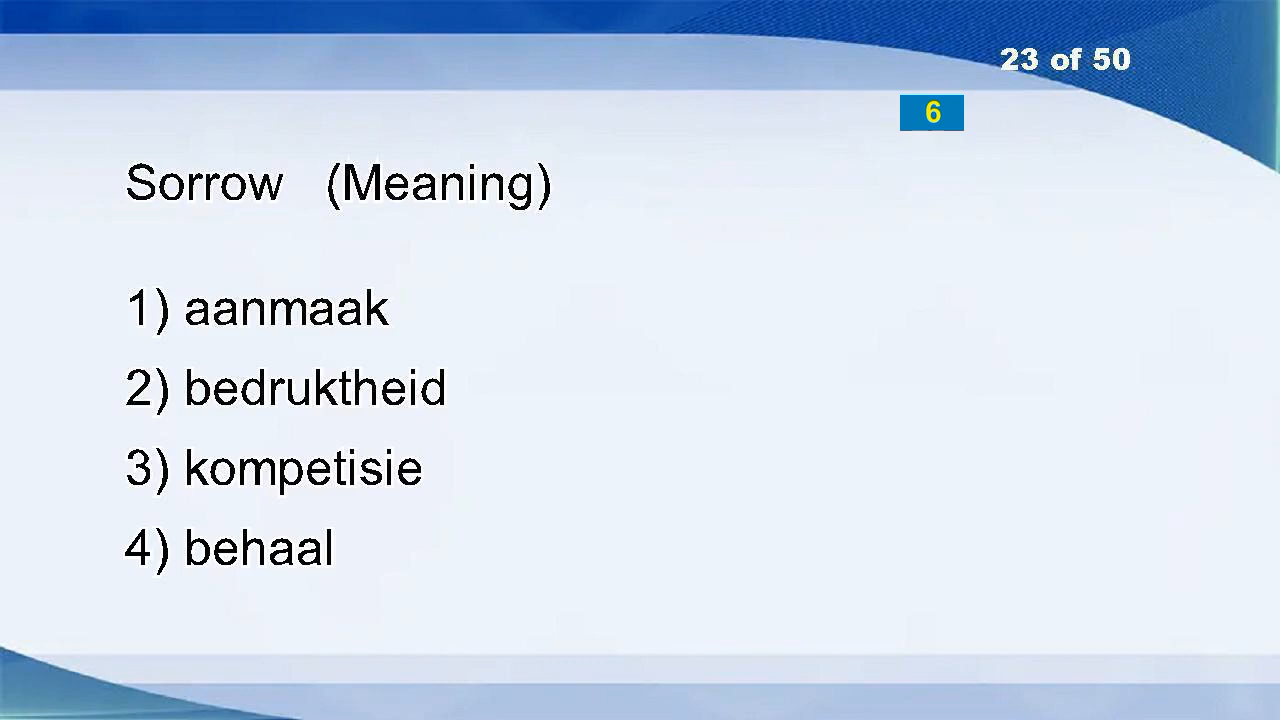 23 of 50
6
Sorrow (Meaning)
1) aanmaak
2) bedruktheid
3) kompetisie
4) behaal